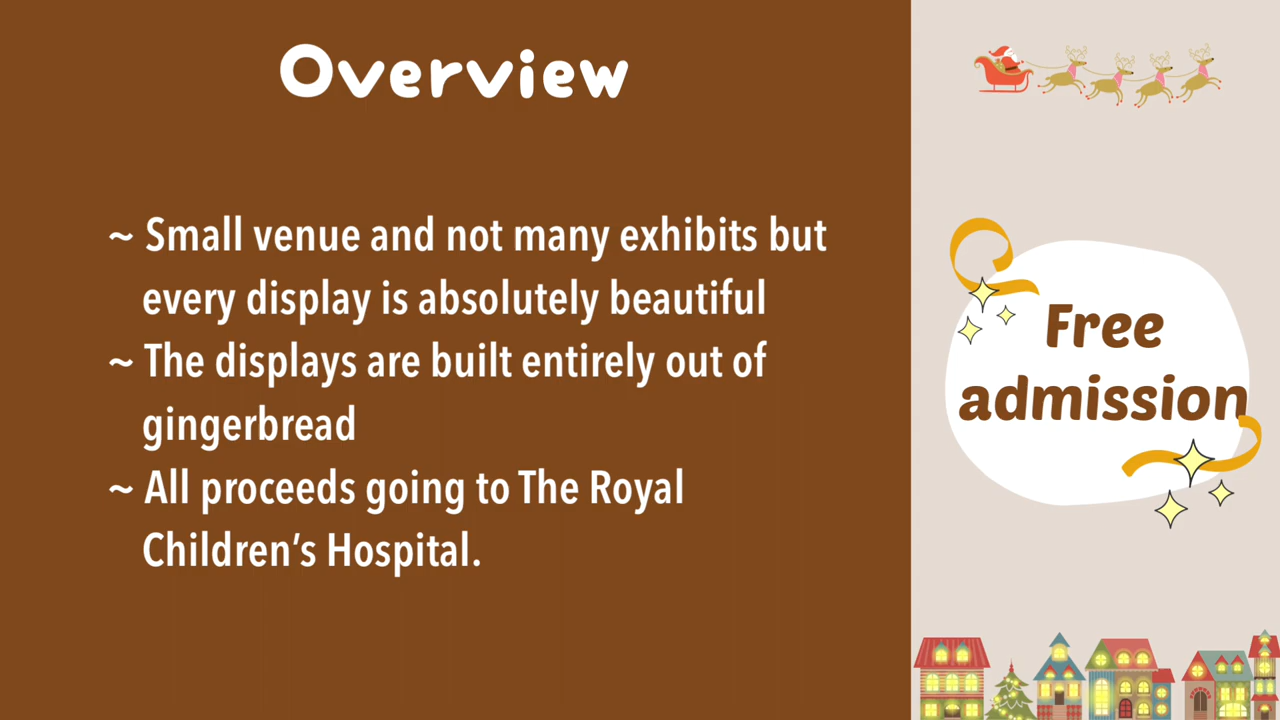 Overview
~ Small venue and not many exhibits but
every display is absolutely beautiful
~ The displays are built entirely out of
gingerbread
~ All proceeds going to The Royal
Children’s Hospital.
Free
admission